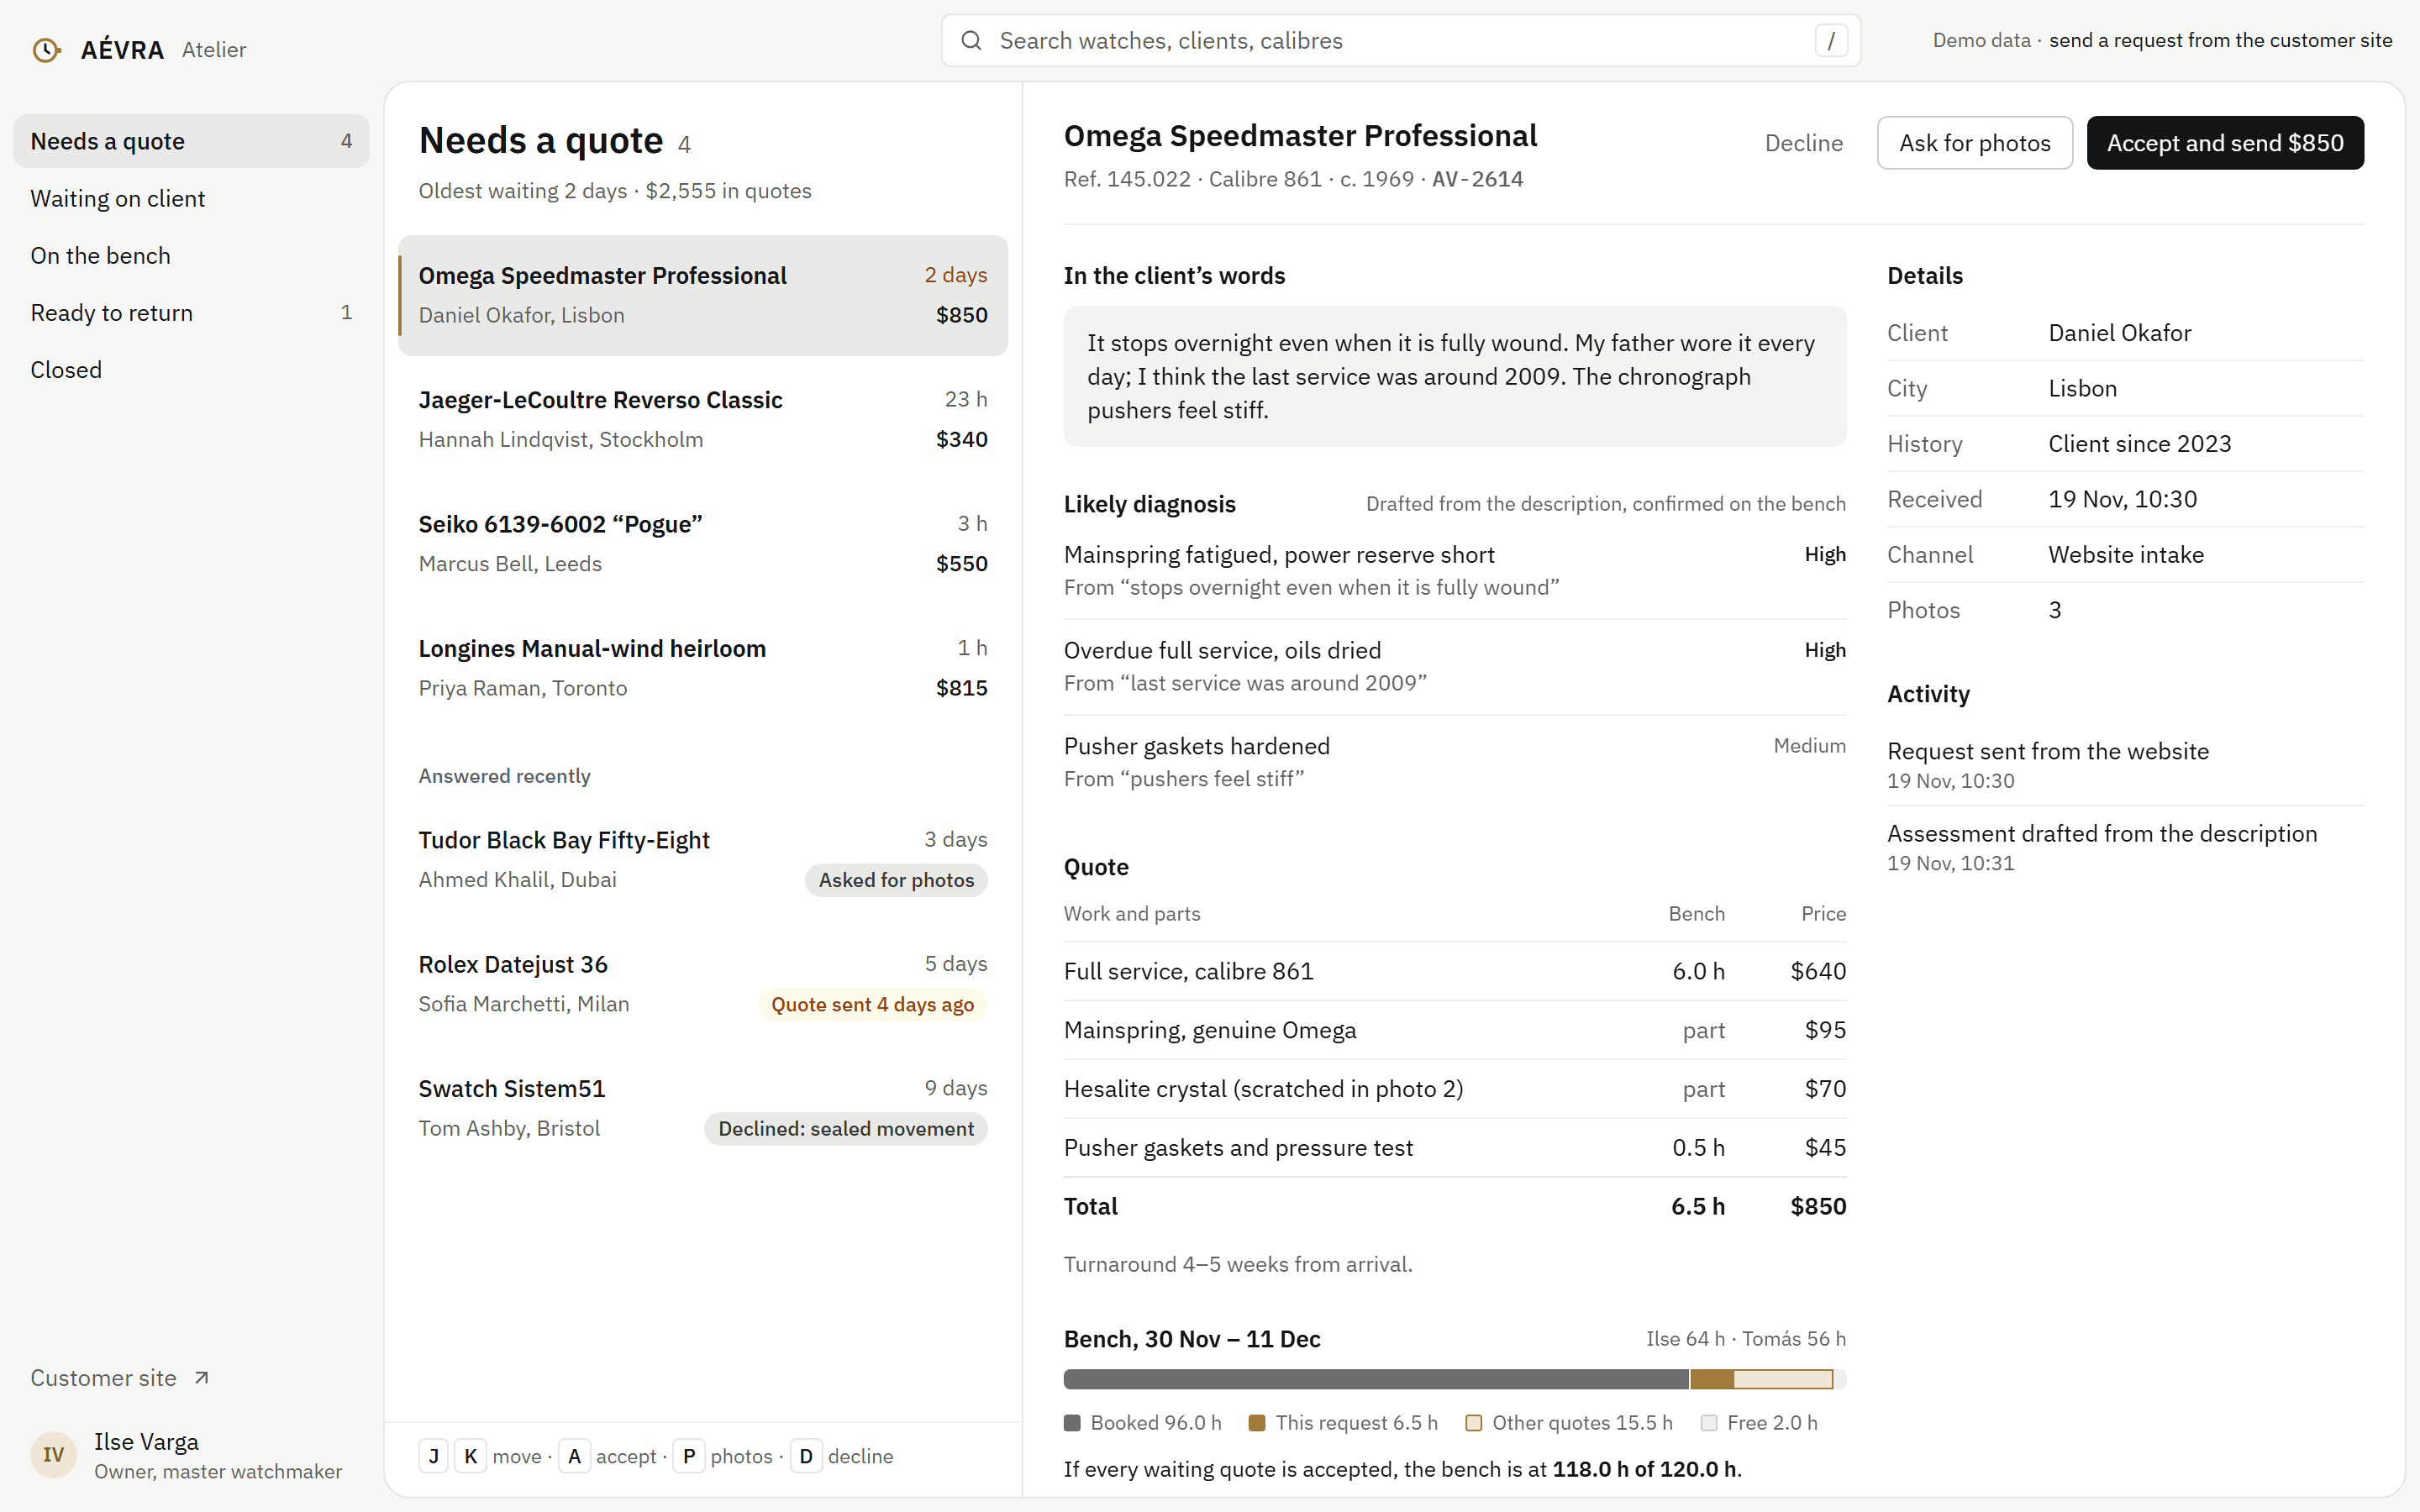 AÉVRA Atelier
Search watches, clients, calibres /
Demo data · send a request from the customer site
Needs a quote 4
Waiting on client
On the bench
Ready to return 1
Closed
Customer site
IV
Ilse Varga
Owner, master watchmaker
Needs a quote 4
Oldest waiting 2 days · $2,555 in quotes
Omega Speedmaster Professional 2 days
Daniel Okafor, Lisbon $850
Jaeger-LeCoultre Reverso Classic 23 h
Hannah Lindqvist, Stockholm $340
Seiko 6139-6002 “Pogue” 3 h
Marcus Bell, Leeds $550
Longines Manual-wind heirloom 1 h
Priya Raman, Toronto $815
Answered recently
Tudor Black Bay Fifty-Eight 3 days
Ahmed Khalil, Dubai Asked for photos
Rolex Datejust 36 5 days
Sofia Marchetti, Milan Quote sent 4 days ago
Swatch Sistem51 9 days
Tom Ashby, Bristol Declined: sealed movement
J K move · A accept · P photos · D decline
Omega Speedmaster Professional
Ref. 145.022 · Calibre 861 · c. 1969 · AV-2614
Decline Ask for photos Accept and send $850
In the client’s words
It stops overnight even when it is fully wound. My father wore it every
day; I think the last service was around 2009. The chronograph
pushers feel stiff.
Likely diagnosis Drafted from the description, confirmed on the bench
Mainspring fatigued, power reserve short High
From “stops overnight even when it is fully wound”
Overdue full service, oils dried High
From “last service was around 2009”
Pusher gaskets hardened Medium
From “pushers feel stiff”
Quote
Work and parts Bench Price
Full service, calibre 861 6.0 h $640
Mainspring, genuine Omega part $95
Hesalite crystal (scratched in photo 2) part $70
Pusher gaskets and pressure test 0.5 h $45
Total 6.5 h $850
Turnaround 4–5 weeks from arrival.
Bench, 30 Nov – 11 Dec Ilse 64 h · Tomás 56 h
Booked 96.0 h This request 6.5 h Other quotes 15.5 h Free 2.0 h
If every waiting quote is accepted, the bench is at 118.0 h of 120.0 h.
Details
Client Daniel Okafor
City Lisbon
History Client since 2023
Received 19 Nov, 10:30
Channel Website intake
Photos 3
Activity
Request sent from the website
19 Nov, 10:30
Assessment drafted from the description
19 Nov, 10:31